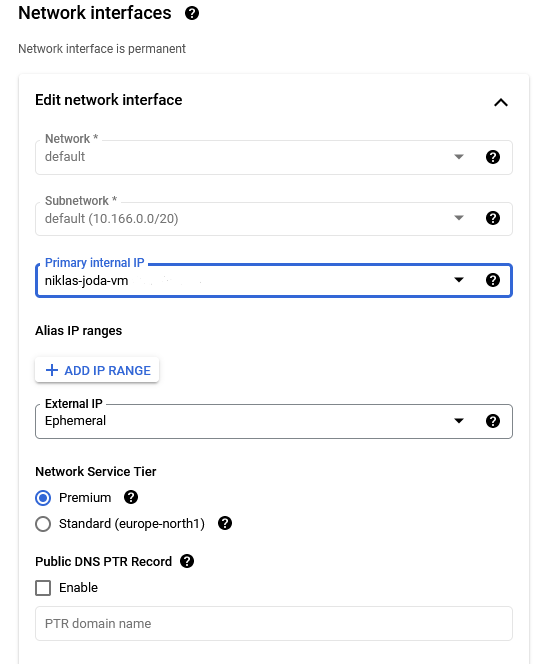 Network interfaces
Network interface is permanent
Edit network interface
Network *
default
Subnetwork *
default (10.166.0.0/20)
Primary internal IP
niklas-joda-vm
Alias IP ranges
ADD IP RANGE
External IP
Ephemeral
Network Service Tier
Premium
Standard (europe-north1)
Public DNS PTR Record
Enable
PTR domain name